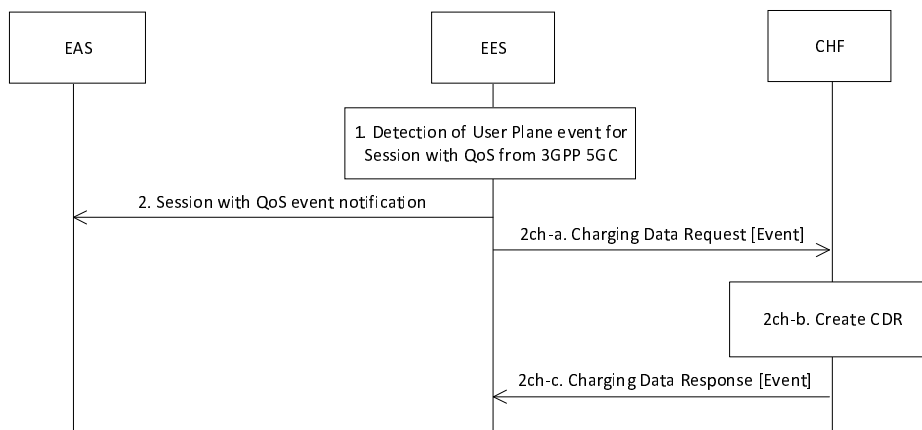 EAS
EES
CHF
1. Detection of User Plane event for
Session with QoS from 3GPP 5GC
2. Session with QoS event notification
2ch-a. Charging Data Request [Event]
2ch-b. Create CDR
2ch-c. Charging Data Response [Event]